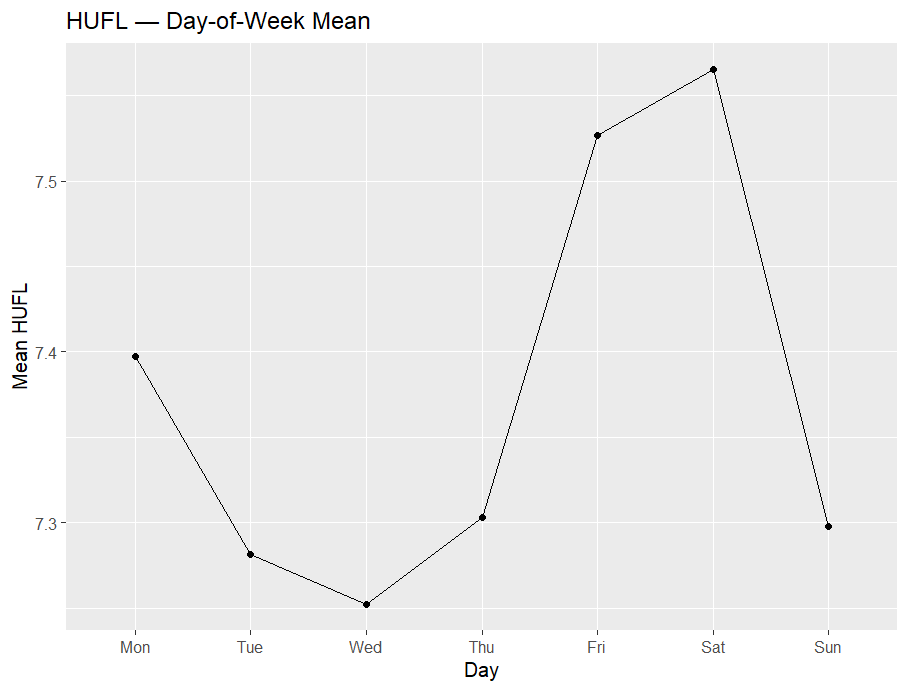 HUFL — Day-of-Week Mean
Mean HUFL
7.5
7.4
7.3
Mon Tue Wed Thu Fri Sat Sun
Day